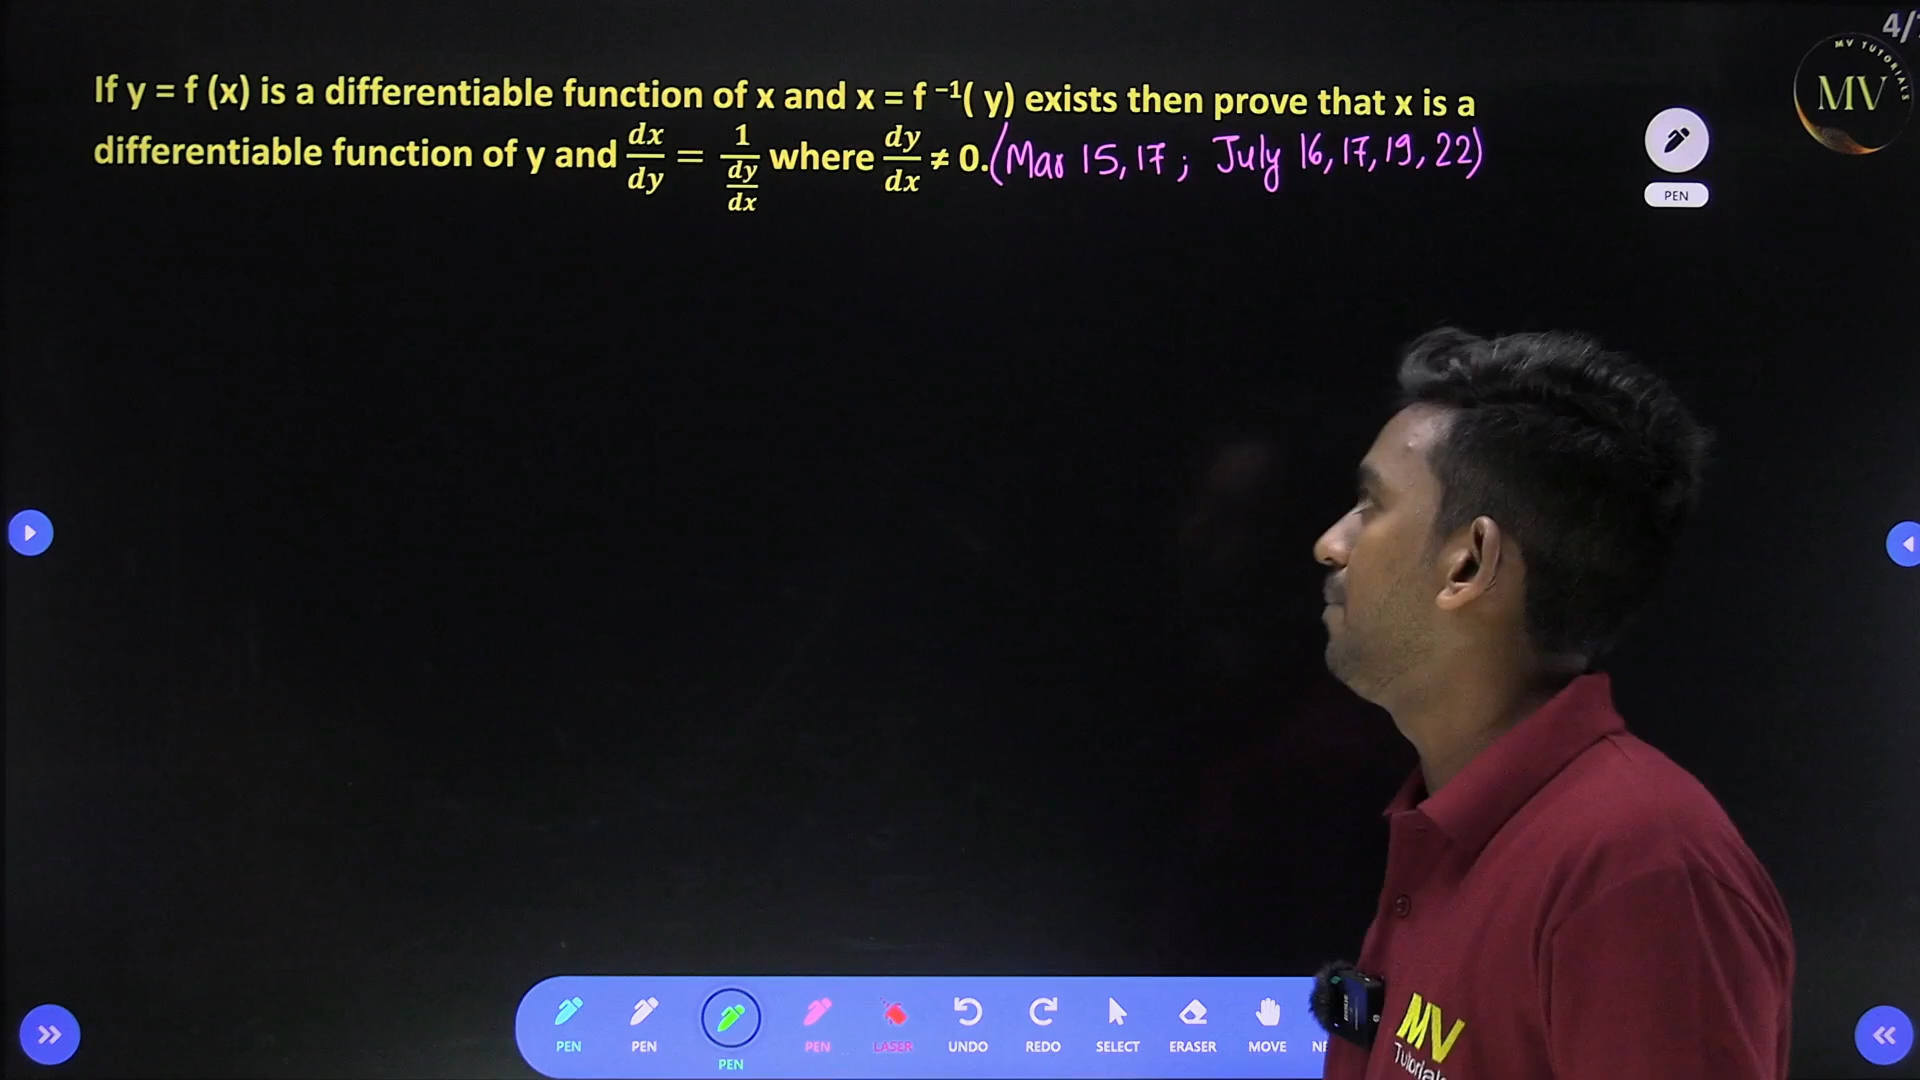 4/
MV TUTORIALS
MV
If y = f (x) is a differentiable function of x and x = f ⁻¹( y) exists then prove that x is a
differentiable function of y and dx/dy = 1/(dy/dx) where dy/dx ≠ 0. (Mar 15, 17 ; July 16, 17, 19, 22)
PEN
PEN PEN PEN PEN LASER UNDO REDO SELECT ERASER MOVE
MV